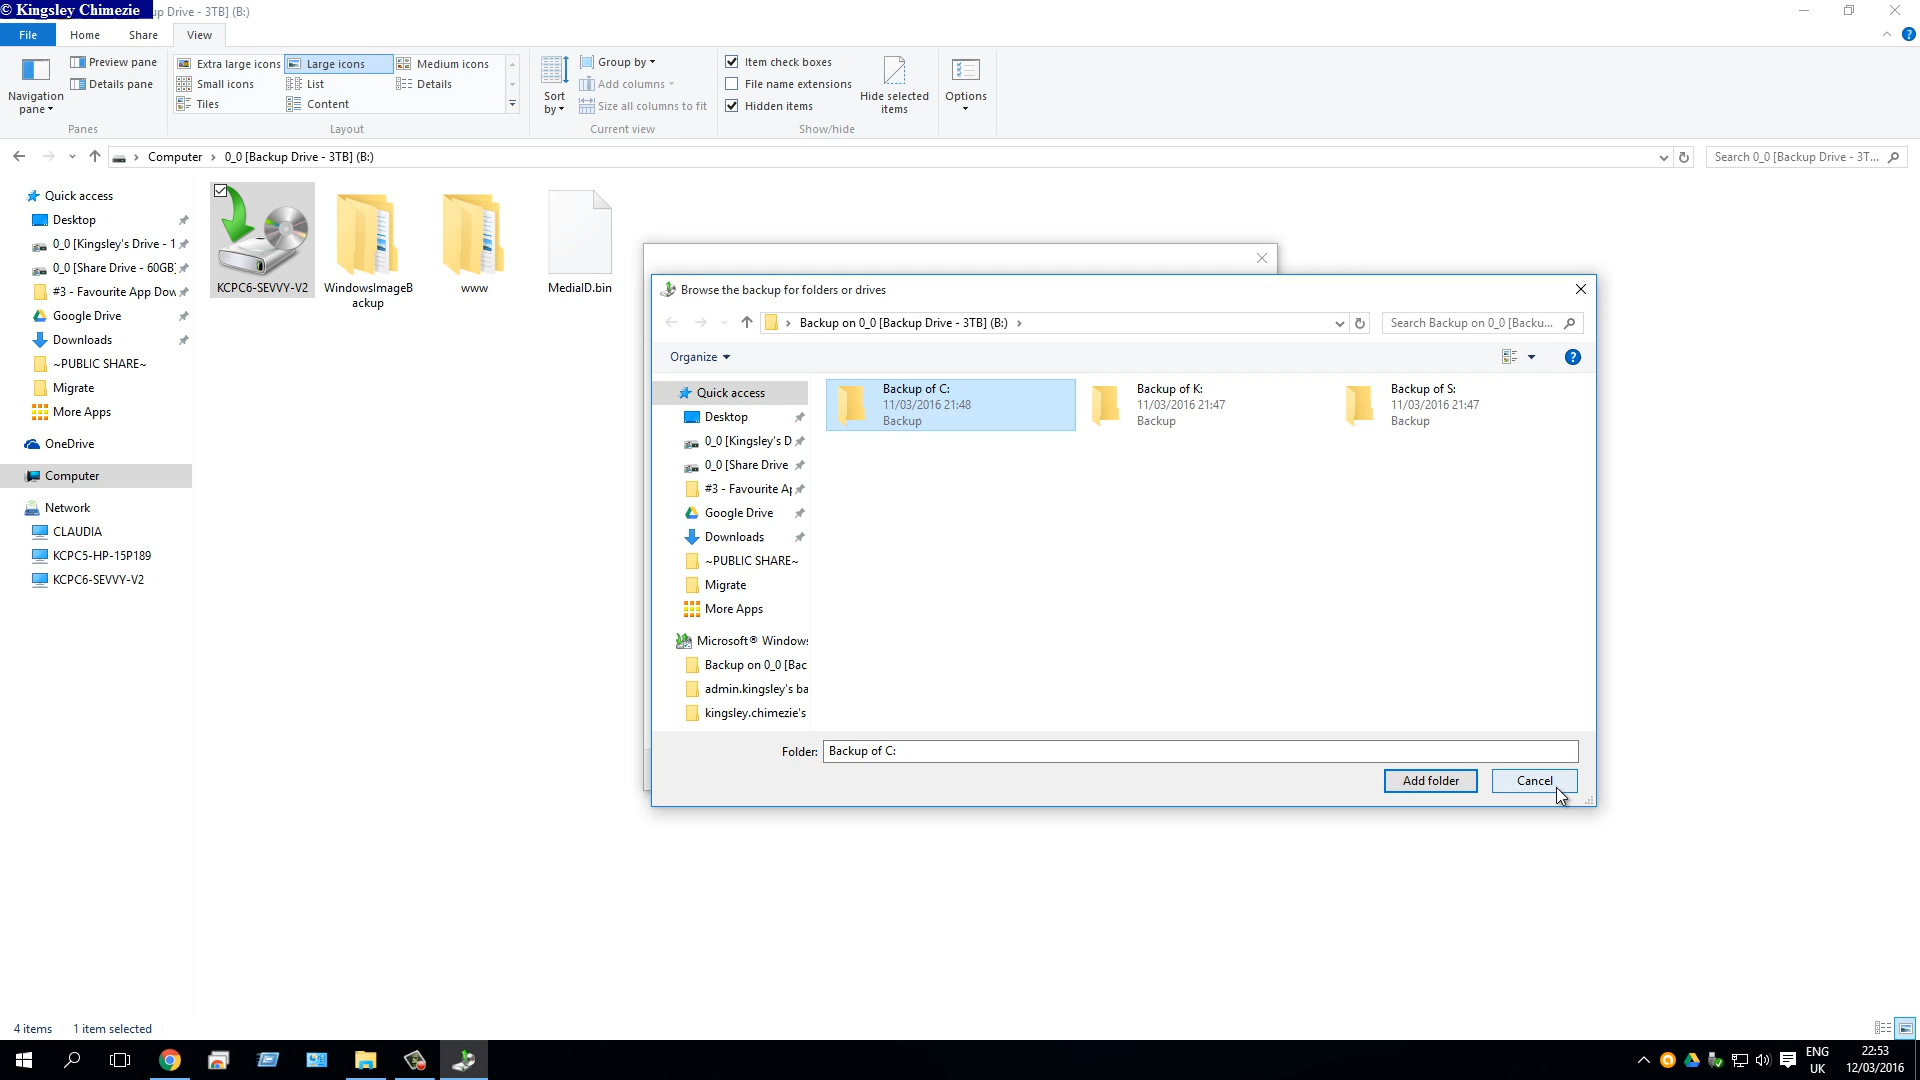 © Kingsley Chimezie
up Drive - 3TB] (B:)
File
Home
Share
View
Navigation
pane
Preview pane
Details pane
Panes
Extra large icons
Large icons
Medium icons
Small icons
List
Details
Tiles
Content
Layout
Sort
by
Group by
Add columns
Size all columns to fit
Current view
Item check boxes
File name extensions
Hidden items
Hide selected
items
Show/hide
Options
Computer
0_0 [Backup Drive - 3TB] (B:)
Search 0_0 [Backup Drive - 3T...
Quick access
Desktop
0_0 [Kingsley's Drive - 1
0_0 [Share Drive - 60GB]
#3 - Favourite App Dow
Google Drive
Downloads
~PUBLIC SHARE~
Migrate
More Apps
OneDrive
Computer
Network
CLAUDIA
KCPC5-HP-15P189
KCPC6-SEVVY-V2
KCPC6-SEVVY-V2
WindowsImageB
ackup
www
MediaID.bin
Browse the backup for folders or drives
Backup on 0_0 [Backup Drive - 3TB] (B:)
Search Backup on 0_0 [Backu...
Organize
Quick access
Desktop
0_0 [Kingsley's D
0_0 [Share Drive
#3 - Favourite Ap
Google Drive
Downloads
~PUBLIC SHARE~
Migrate
More Apps
Microsoft® Windows
Backup on 0_0 [Bac
admin.kingsley's ba
kingsley.chimezie's
Backup of C:
11/03/2016 21:48
Backup
Backup of K:
11/03/2016 21:47
Backup
Backup of S:
11/03/2016 21:47
Backup
Folder:
Backup of C:
Add folder
Cancel
4 items
1 item selected
ENG
UK
22:53
12/03/2016